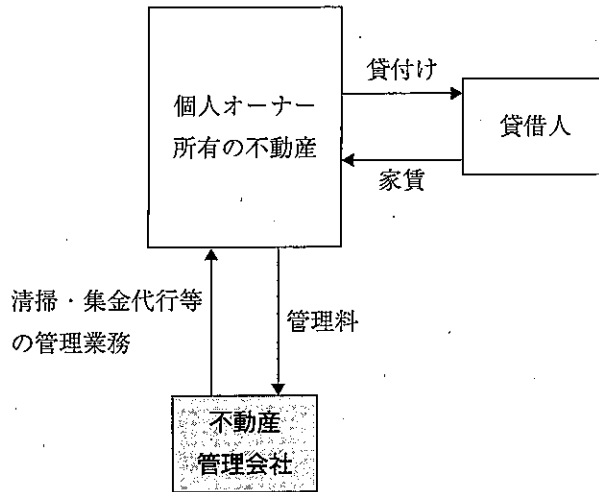 個人オーナー
所有の不動産
貸付け
家賃
賃借人
清掃・集金代行等
の管理業務
管理料
不動産
管理会社